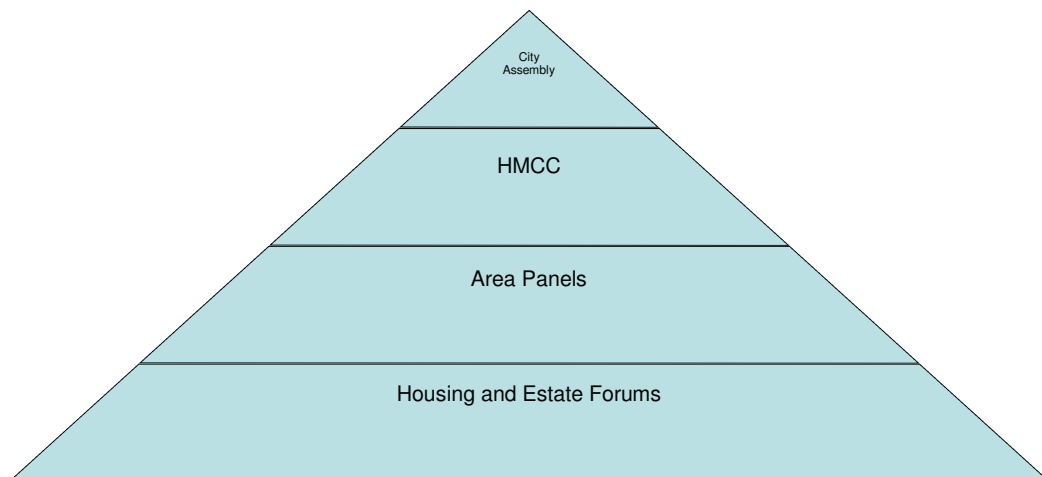 City
Assembly
HMCC
Area Panels
Housing and Estate Forums